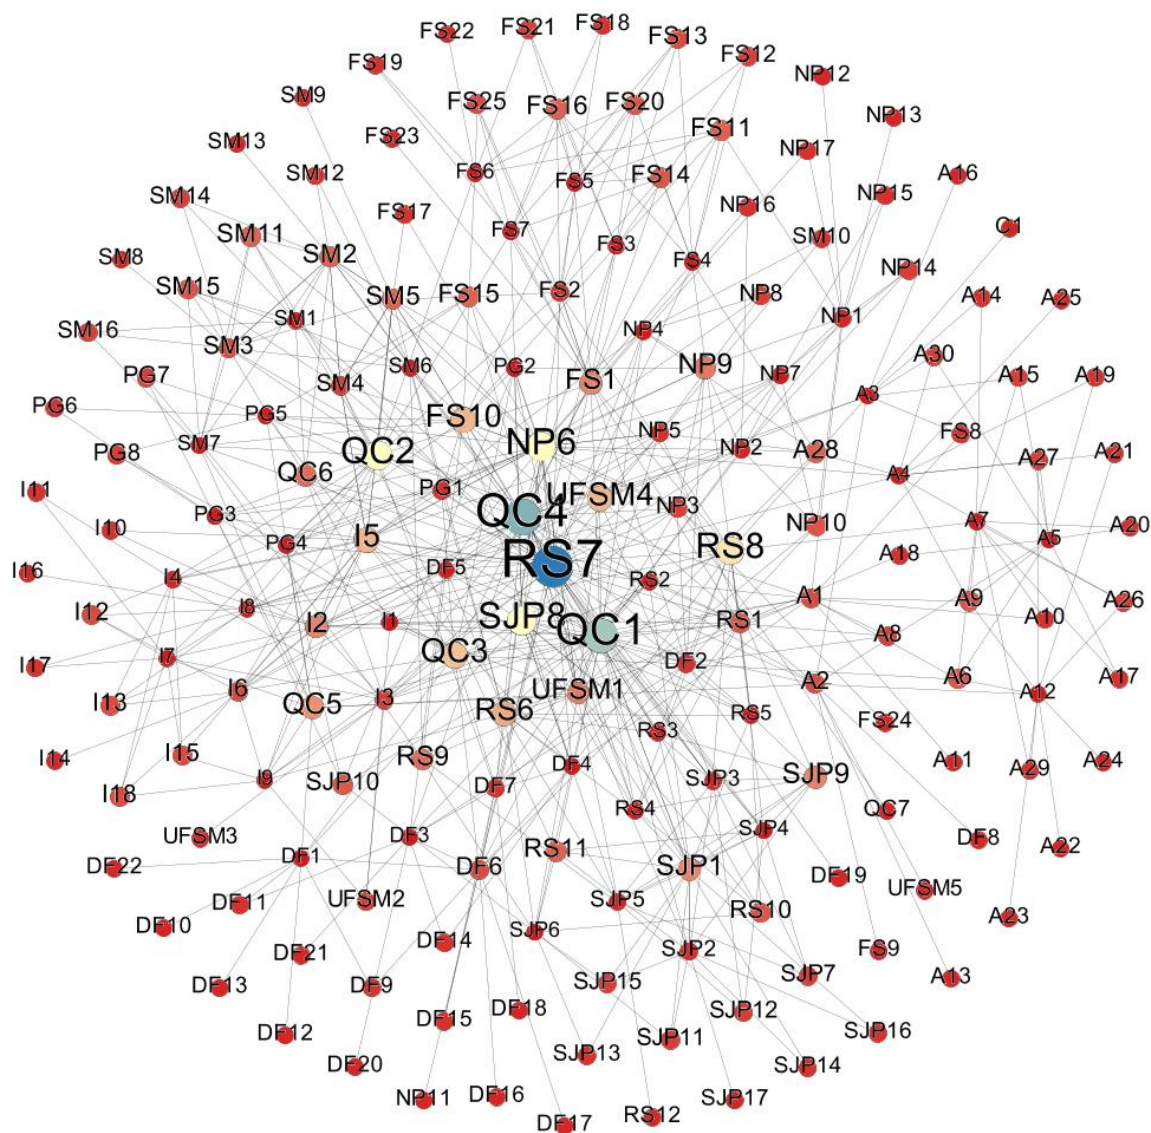 FS22
FS21
FS18
FS13
FS12
FS19
NP12
SM9
FS25
FS16
FS20
NP13
SM13
FS23
FS11
NP17
SM12
FS6
FS5
FS14
A16
SM14
FS17
NP16
NP15
SM11
FS7
FS3
SM10
C1
SM8
SM2
FS4
NP14
SM15
SM5
FS15
FS2
NP8
A14
A25
SM16
SM1
NP4
NP1
SM3
A30
PG7
SM4
SM6
PG2
FS1
NP9
NP7
A3
A15
A19
PG6
PG5
FS10
NP5
FS8
PG8
SM7
QC2
NP6
NP2
A28
A27
A21
I11
QC6
PG1
UFSM4
A4
I10
PG3
QC4
NP3
NP10
A7
A20
PG4
I5
RS8
A5
I16
I4
DF5
RS7
RS2
A18
I12
I8
I2
I1
SJP8
QC1
RS1
A1
A9
A10
A26
I17
I7
QC3
DF2
A8
I13
I6
QC5
I3
UFSM1
A2
A6
A12
A17
I14
I15
RS6
RS3
RS5
FS24
I18
I9
SJP10
RS9
DF7
DF4
SJP3
SJP9
A11
A29
A24
UFSM3
DF3
RS4
SJP4
QC7
DF22
DF1
DF6
RS11
SJP1
DF19
DF8
A22
DF10
DF11
UFSM2
SJP5
RS10
UFSM5
A23
DF21
DF14
SJP6
SJP2
FS9
DF13
DF9
SJP15
SJP7
A13
DF12
DF15
DF18
SJP11
SJP12
SJP16
DF20
SJP13
SJP14
NP11
DF16
DF17
RS12
SJP17